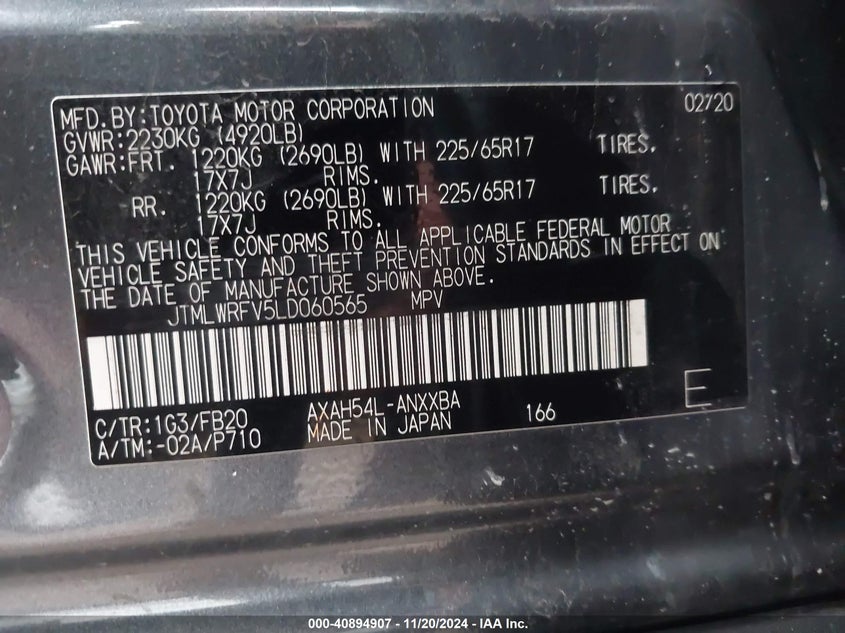 MFD.BY:TOYOTA MOTOR CORPORATION 02/20
GVWR:2230KG (4920LB)
GAWR:FRT. 1220KG (2690LB) WITH 225/65R17 TIRES.
17X7J RIMS.
RR. 1220KG (2690LB) WITH 225/65R17 TIRES.
17X7J RIMS.
THIS VEHICLE CONFORMS TO ALL APPLICABLE FEDERAL MOTOR
VEHICLE SAFETY AND THEFT PREVENTION STANDARDS IN EFFECT ON
THE DATE OF MANUFACTURE SHOWN ABOVE.
JTMLWRFV5LD060565 MPV
C/TR:1G3/FB20 AXAH54L-ANXXBA 166 E
A/TM:-02A/P710 MADE IN JAPAN
000-40894907 - 11/20/2024 - IAA Inc.